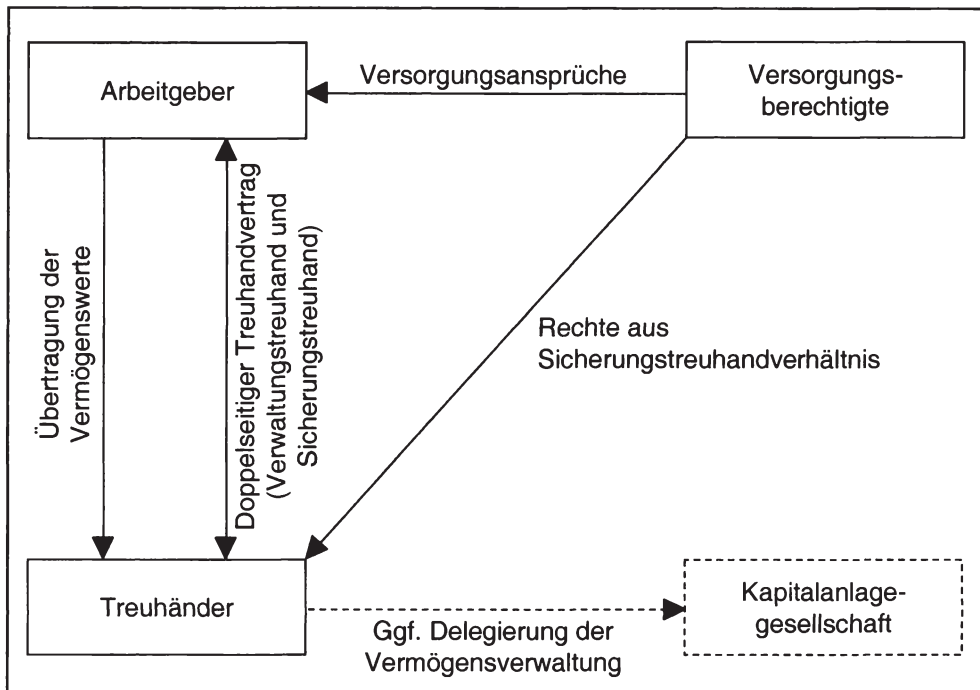 Arbeitgeber
Versorgungsansprüche
Versorgungs-
berechtigte
Übertragung der
Vermögenswerte
Doppelseitiger Treuhandvertrag
(Verwaltungstreuhand und
Sicherungstreuhand)
Rechte aus
Sicherungstreuhandverhältnis
Treuhänder
Ggf. Delegierung der
Vermögensverwaltung
Kapitalanlage-
gesellschaft